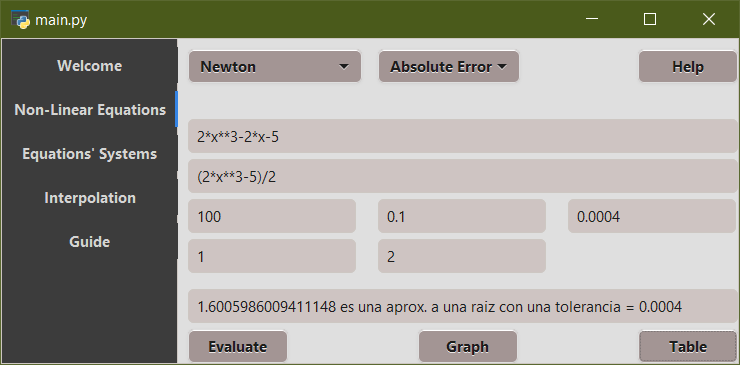 main.py
Welcome
Non-Linear Equations
Equations' Systems
Interpolation
Guide
Newton
Absolute Error
Help
2*x**3-2*x-5
(2*x**3-5)/2
100
0.1
0.0004
1
2
1.6005986009411148 es una aprox. a una raiz con una tolerancia = 0.0004
Evaluate
Graph
Table